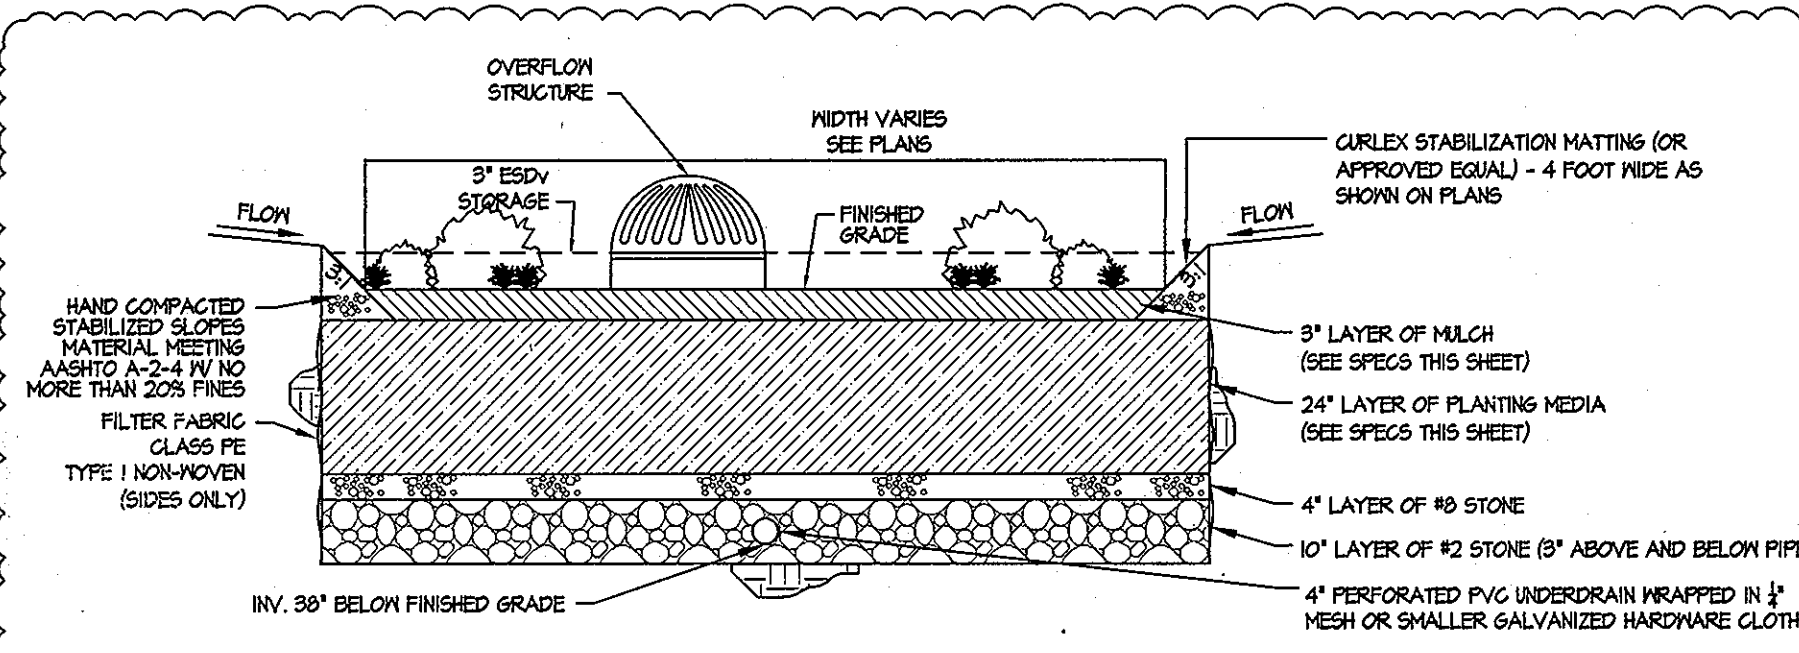 OVERFLOW
STRUCTURE
WIDTH VARIES
SEE PLANS
CURLEX STABILIZATION MATTING (OR
APPROVED EQUAL) - 4 FOOT WIDE AS
SHOWN ON PLANS
3" ESDv
STORAGE
FLOW
FINISHED
GRADE
FLOW
3:1
3:1
HAND COMPACTED
STABILIZED SLOPES
MATERIAL MEETING
AASHTO A-2-4 W/ NO
MORE THAN 20% FINES
FILTER FABRIC
CLASS PE
TYPE 1 NON-WOVEN
(SIDES ONLY)
3" LAYER OF MULCH
(SEE SPECS THIS SHEET)
24" LAYER OF PLANTING MEDIA
(SEE SPECS THIS SHEET)
4" LAYER OF #8 STONE
10" LAYER OF #2 STONE (3" ABOVE AND BELOW PIPE
INV. 38" BELOW FINISHED GRADE
4" PERFORATED PVC UNDERDRAIN WRAPPED IN 1/4"
MESH OR SMALLER GALVANIZED HARDWARE CLOTH